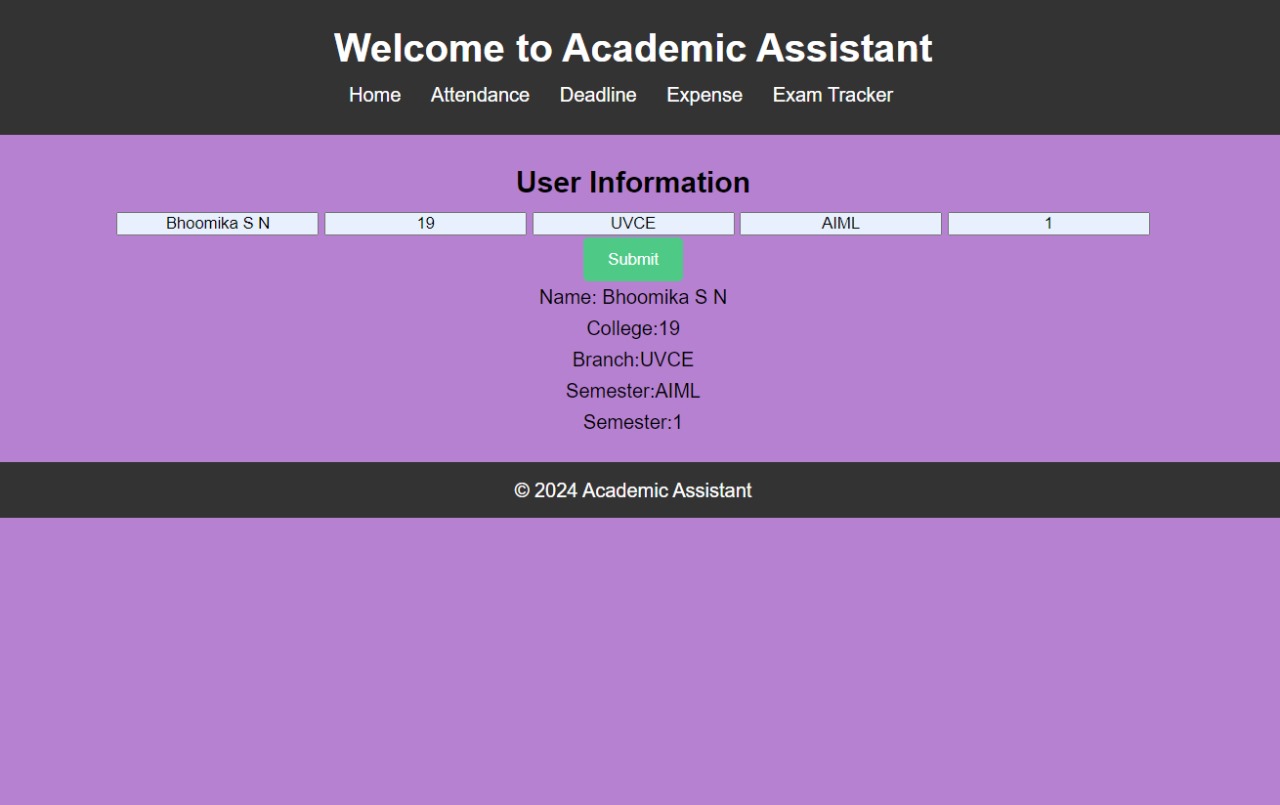 Welcome to Academic Assistant
Home Attendance Deadline Expense Exam Tracker
User Information
Bhoomika S N 19 UVCE AIML 1
Submit
Name: Bhoomika S N
College:19
Branch:UVCE
Semester:AIML
Semester:1
© 2024 Academic Assistant